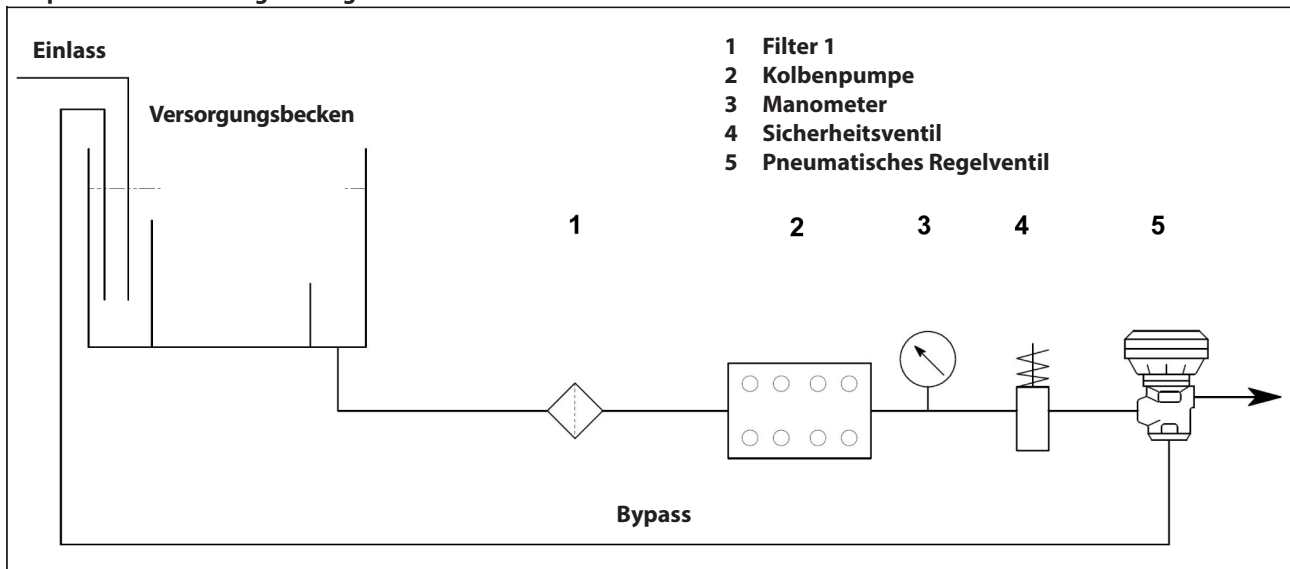 Einlass
Versorgungsbecken
1 Filter 1
2 Kolbenpumpe
3 Manometer
4 Sicherheitsventil
5 Pneumatisches Regelventil
1 2 3 4 5
Bypass